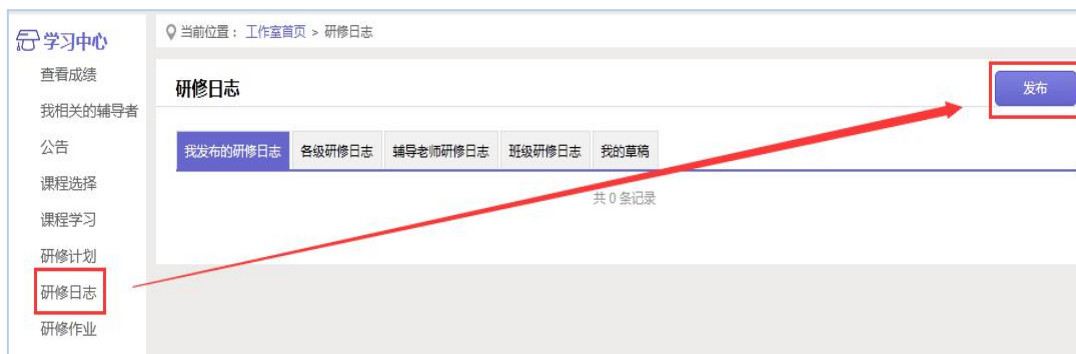 学习中心
查看成绩
我相关的辅导者
公告
课程选择
课程学习
研修计划
研修日志
研修作业
当前位置： 工作室首页 > 研修日志
研修日志
发布
我发布的研修日志 各级研修日志 辅导老师研修日志 班级研修日志 我的草稿
共 0 条记录